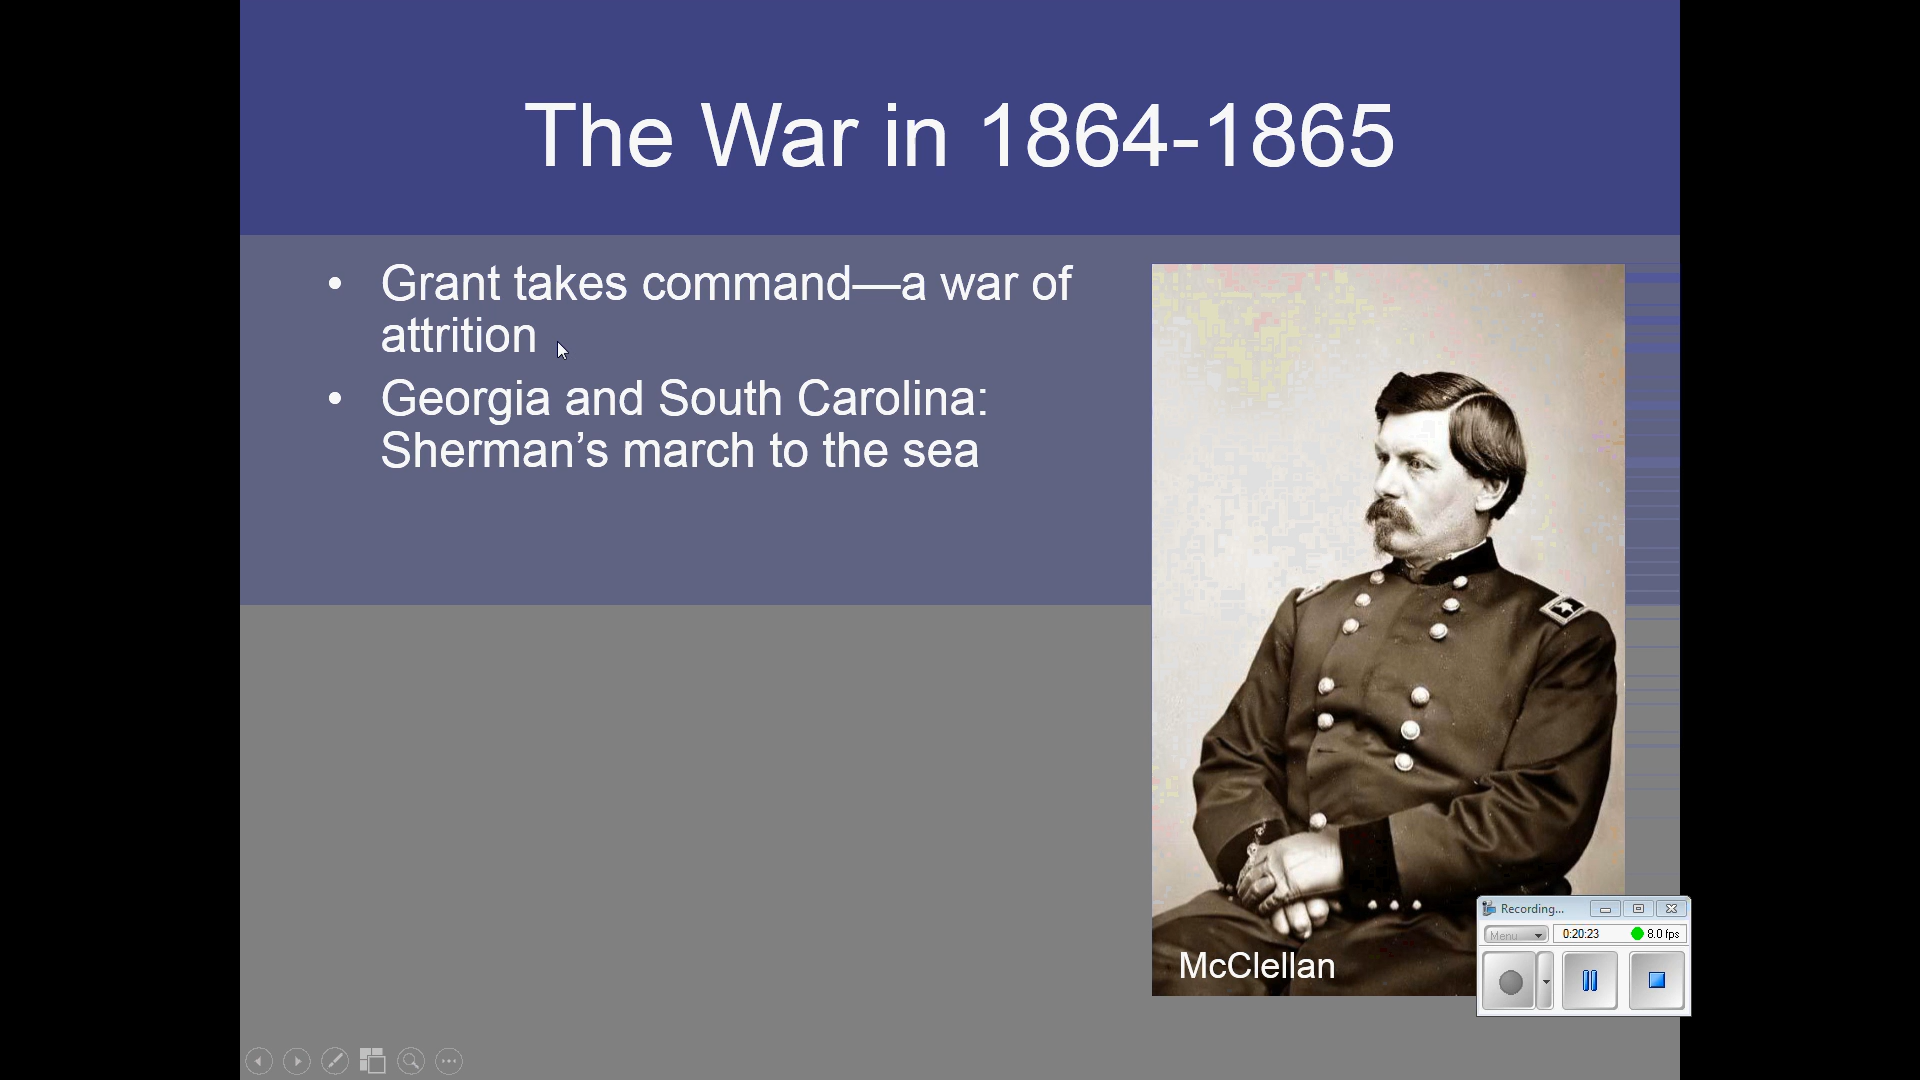 The War in 1864-1865
• Grant takes command—a war of
attrition
• Georgia and South Carolina:
Sherman’s march to the sea
McClellan
Recording...
Menu
0:20:23
8.0 fps